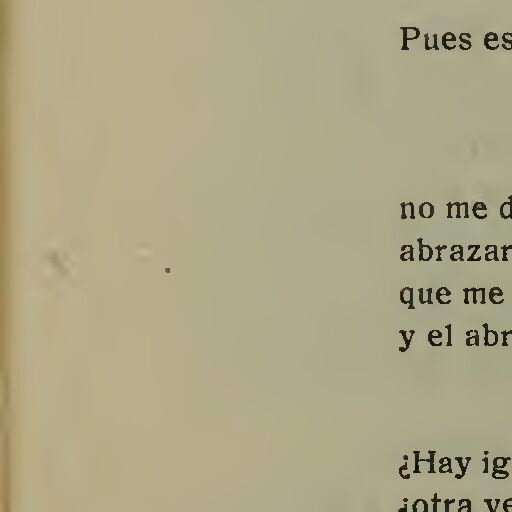 Pues es
no me d
abrazar
que me
y el abr
¿Hay ig
¿otra ve